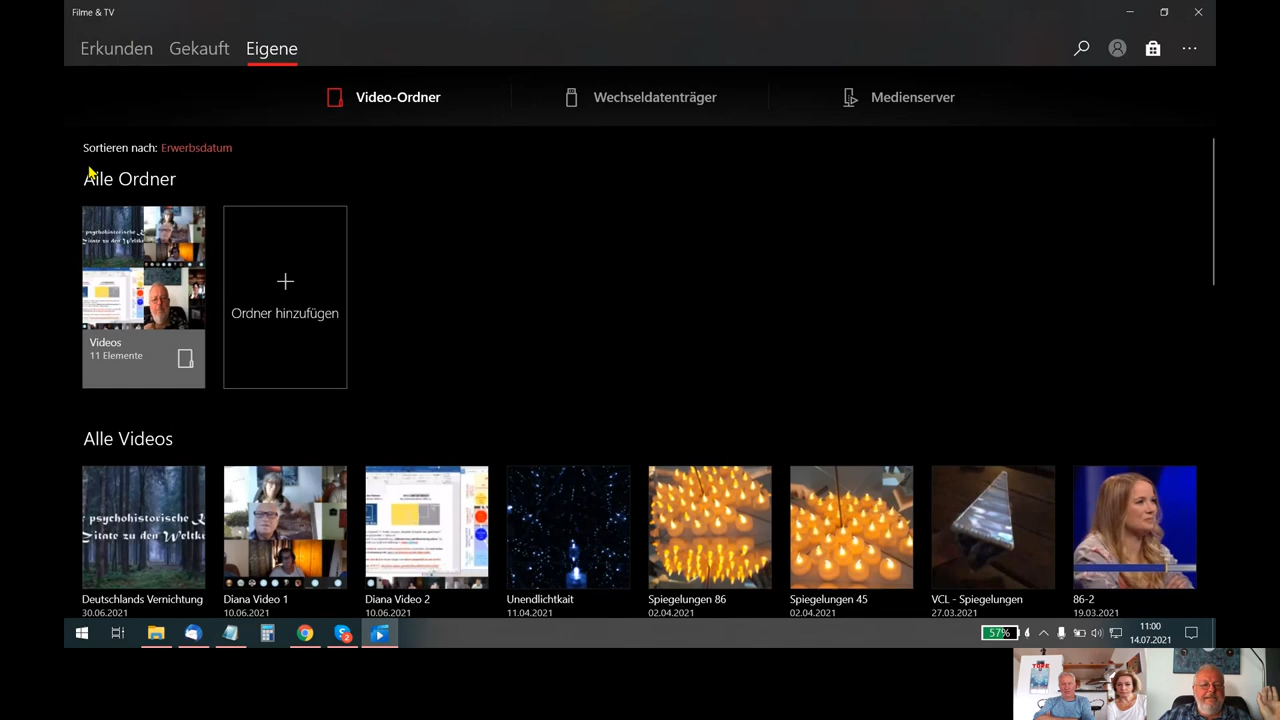 Filme & TV
Erkunden Gekauft Eigene
Video-Ordner Wechseldatenträger Medienserver
Sortieren nach: Erwerbsdatum
Alle Ordner
Videos
11 Elemente
Ordner hinzufügen
Alle Videos
psychohistorische
Deutschlands Vernichtung
30.06.2021
Diana Video 1
10.06.2021
Diana Video 2
10.06.2021
Unendlichtkait
11.04.2021
Spiegelungen 86
02.04.2021
Spiegelungen 45
02.04.2021
VCL - Spiegelungen
27.03.2021
86-2
19.03.2021
57%
11:00
14.07.2021